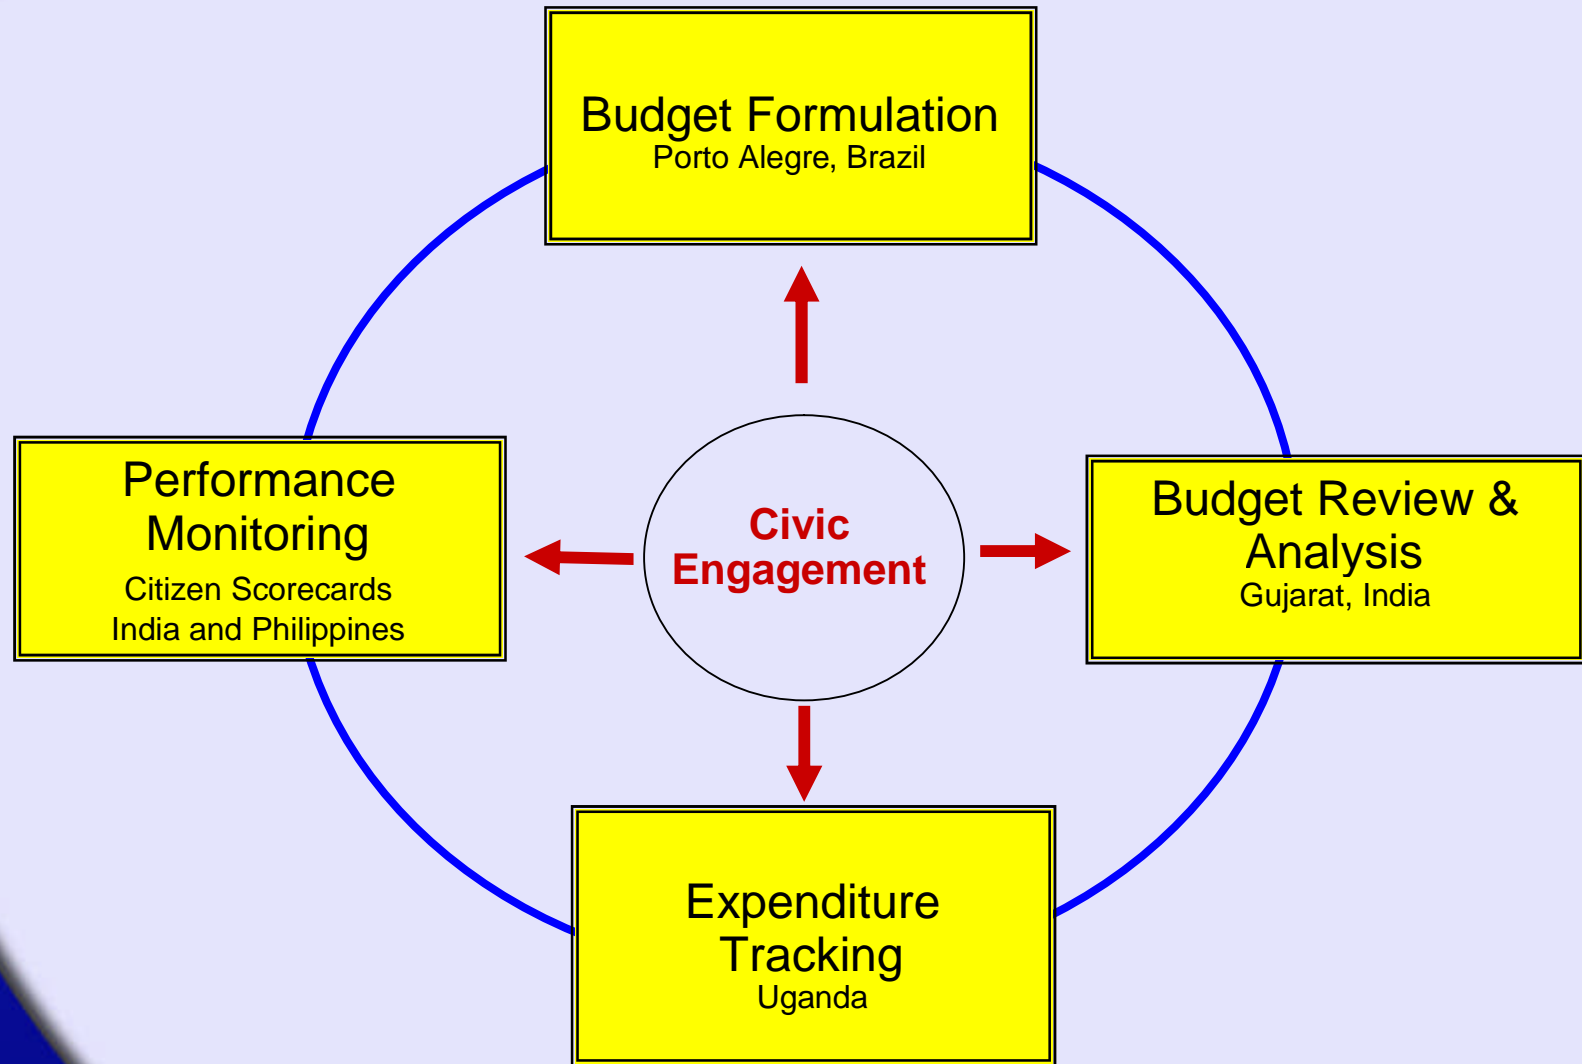 Budget Formulation
Porto Alegre, Brazil
Performance
Monitoring
Citizen Scorecards
India and Philippines
Civic
Engagement
Budget Review &
Analysis
Gujarat, India
Expenditure
Tracking
Uganda